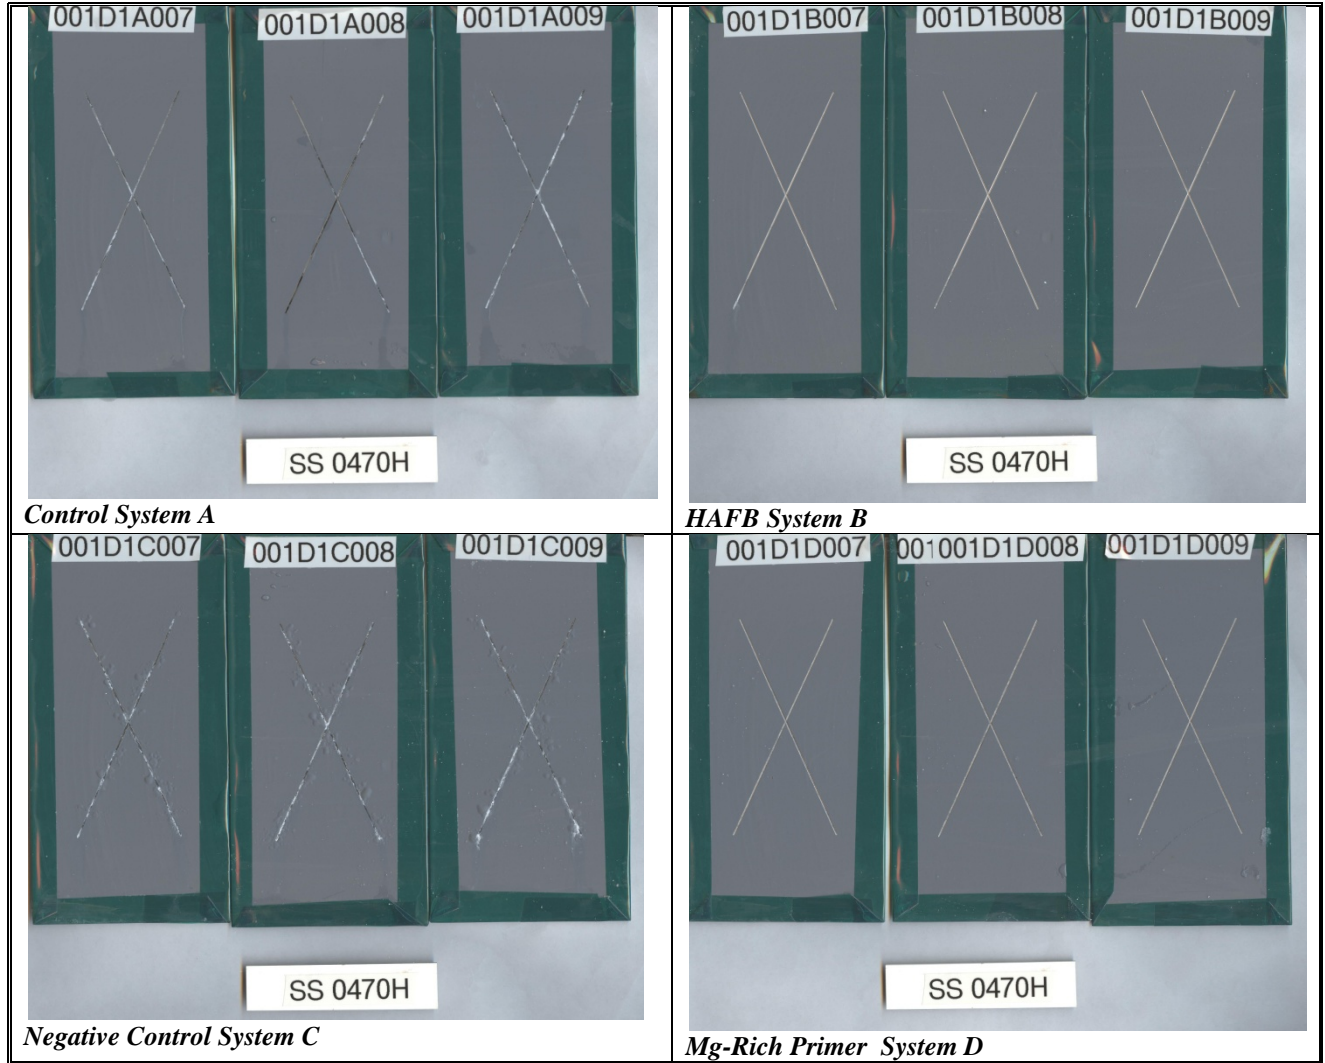 001D1A007
001D1A008
001D1A009
SS 0470H
Control System A
001D1B007
001D1B008
001D1B009
SS 0470H
HAFB System B
001D1C007
001D1C008
001D1C009
SS 0470H
Negative Control System C
001D1D007
001001D1D008
001D1D009
SS 0470H
Mg-Rich Primer System D